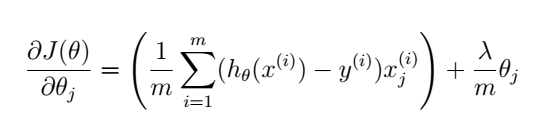 ∂J(θ)/∂θ_j = ( 1/m ∑_{i=1}^{m} (h_θ(x^{(i)}) − y^{(i)}) x_j^{(i)} ) + λ/m θ_j